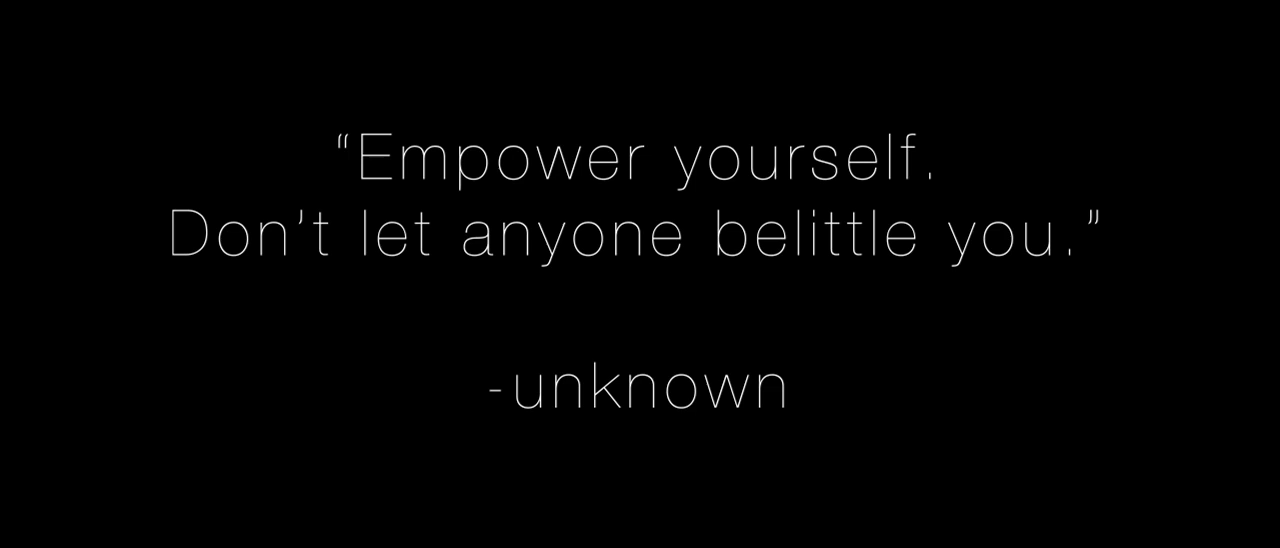 “Empower yourself.
Don’t let anyone belittle you.”
-unknown